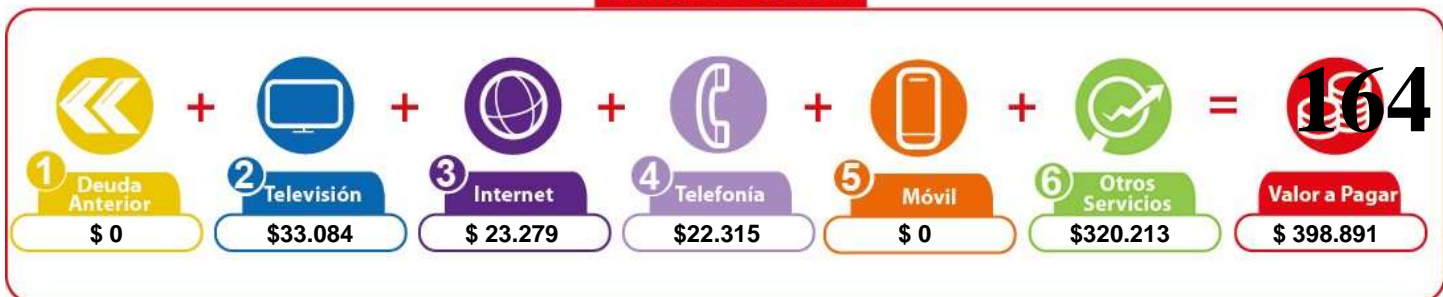 164
1 Deuda Anterior
2 Televisión
3 Internet
4 Telefonía
5 Móvil
6 Otros Servicios
Valor a Pagar
$ 0
$33.084
$ 23.279
$22.315
$ 0
$320.213
$ 398.891